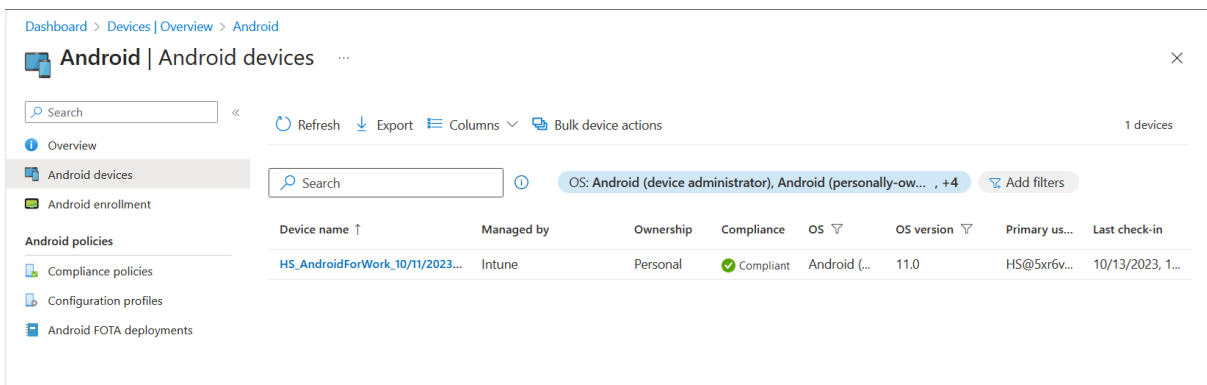 Dashboard > Devices | Overview > Android
Android | Android devices ...
Search
Overview
Android devices
Android enrollment
Android policies
Compliance policies
Configuration profiles
Android FOTA deployments
Refresh Export Columns Bulk device actions 1 devices
Search OS: Android (device administrator), Android (personally-ow... , +4 Add filters
Device name ↑ Managed by Ownership Compliance OS OS version Primary us... Last check-in
HS_AndroidForWork_10/11/2023... Intune Personal Compliant Android (... 11.0 HS@5xr6v... 10/13/2023, 1...